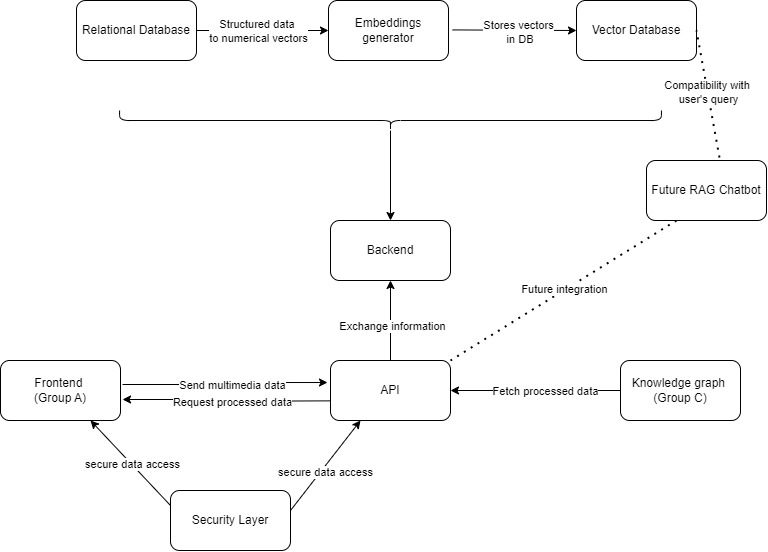 Relational Database
Structured data
to numerical vectors
Embeddings
generator
Stores vectors
in DB
Vector Database
Compatibility with
user's query
Future RAG Chatbot
Backend
Future integration
Exchange information
Frontend
(Group A)
Send multimedia data
Request processed data
API
Fetch processed data
Knowledge graph
(Group C)
secure data access
secure data access
Security Layer